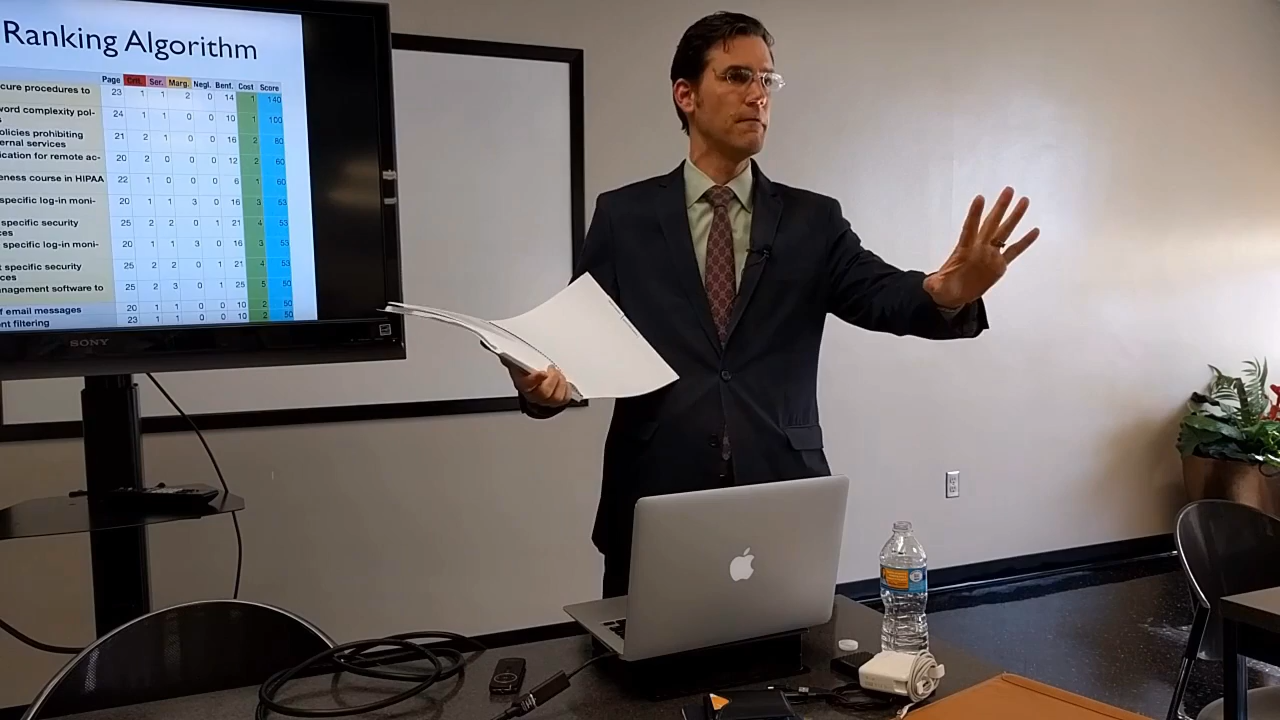 Ranking Algorithm
Page Crit. Ser. Marg. Negl. Benf. Cost Score
cure procedures to 23 1 1 2 0 14 1 140
word complexity pol-
s 24 1 1 0 0 10 1 100
olicies prohibiting
ernal services 21 2 1 0 0 16 2 80
ication for remote ac- 20 2 0 0 0 12 2 60
eness course in HIPAA 22 1 0 0 0 6 1 60
specific log-in moni- 20 1 1 3 0 16 3 53
specific security
ces 25 2 2 0 1 21 4 53
specific log-in moni- 20 1 1 3 0 16 3 53
t specific security
ces 25 2 2 0 1 21 4 53
nagement software to 25 2 3 0 1 25 5 50
f email messages 20 1 1 0 0 10 2 50
nt filtering 23 1 1 0 0 10 2 50
SONY